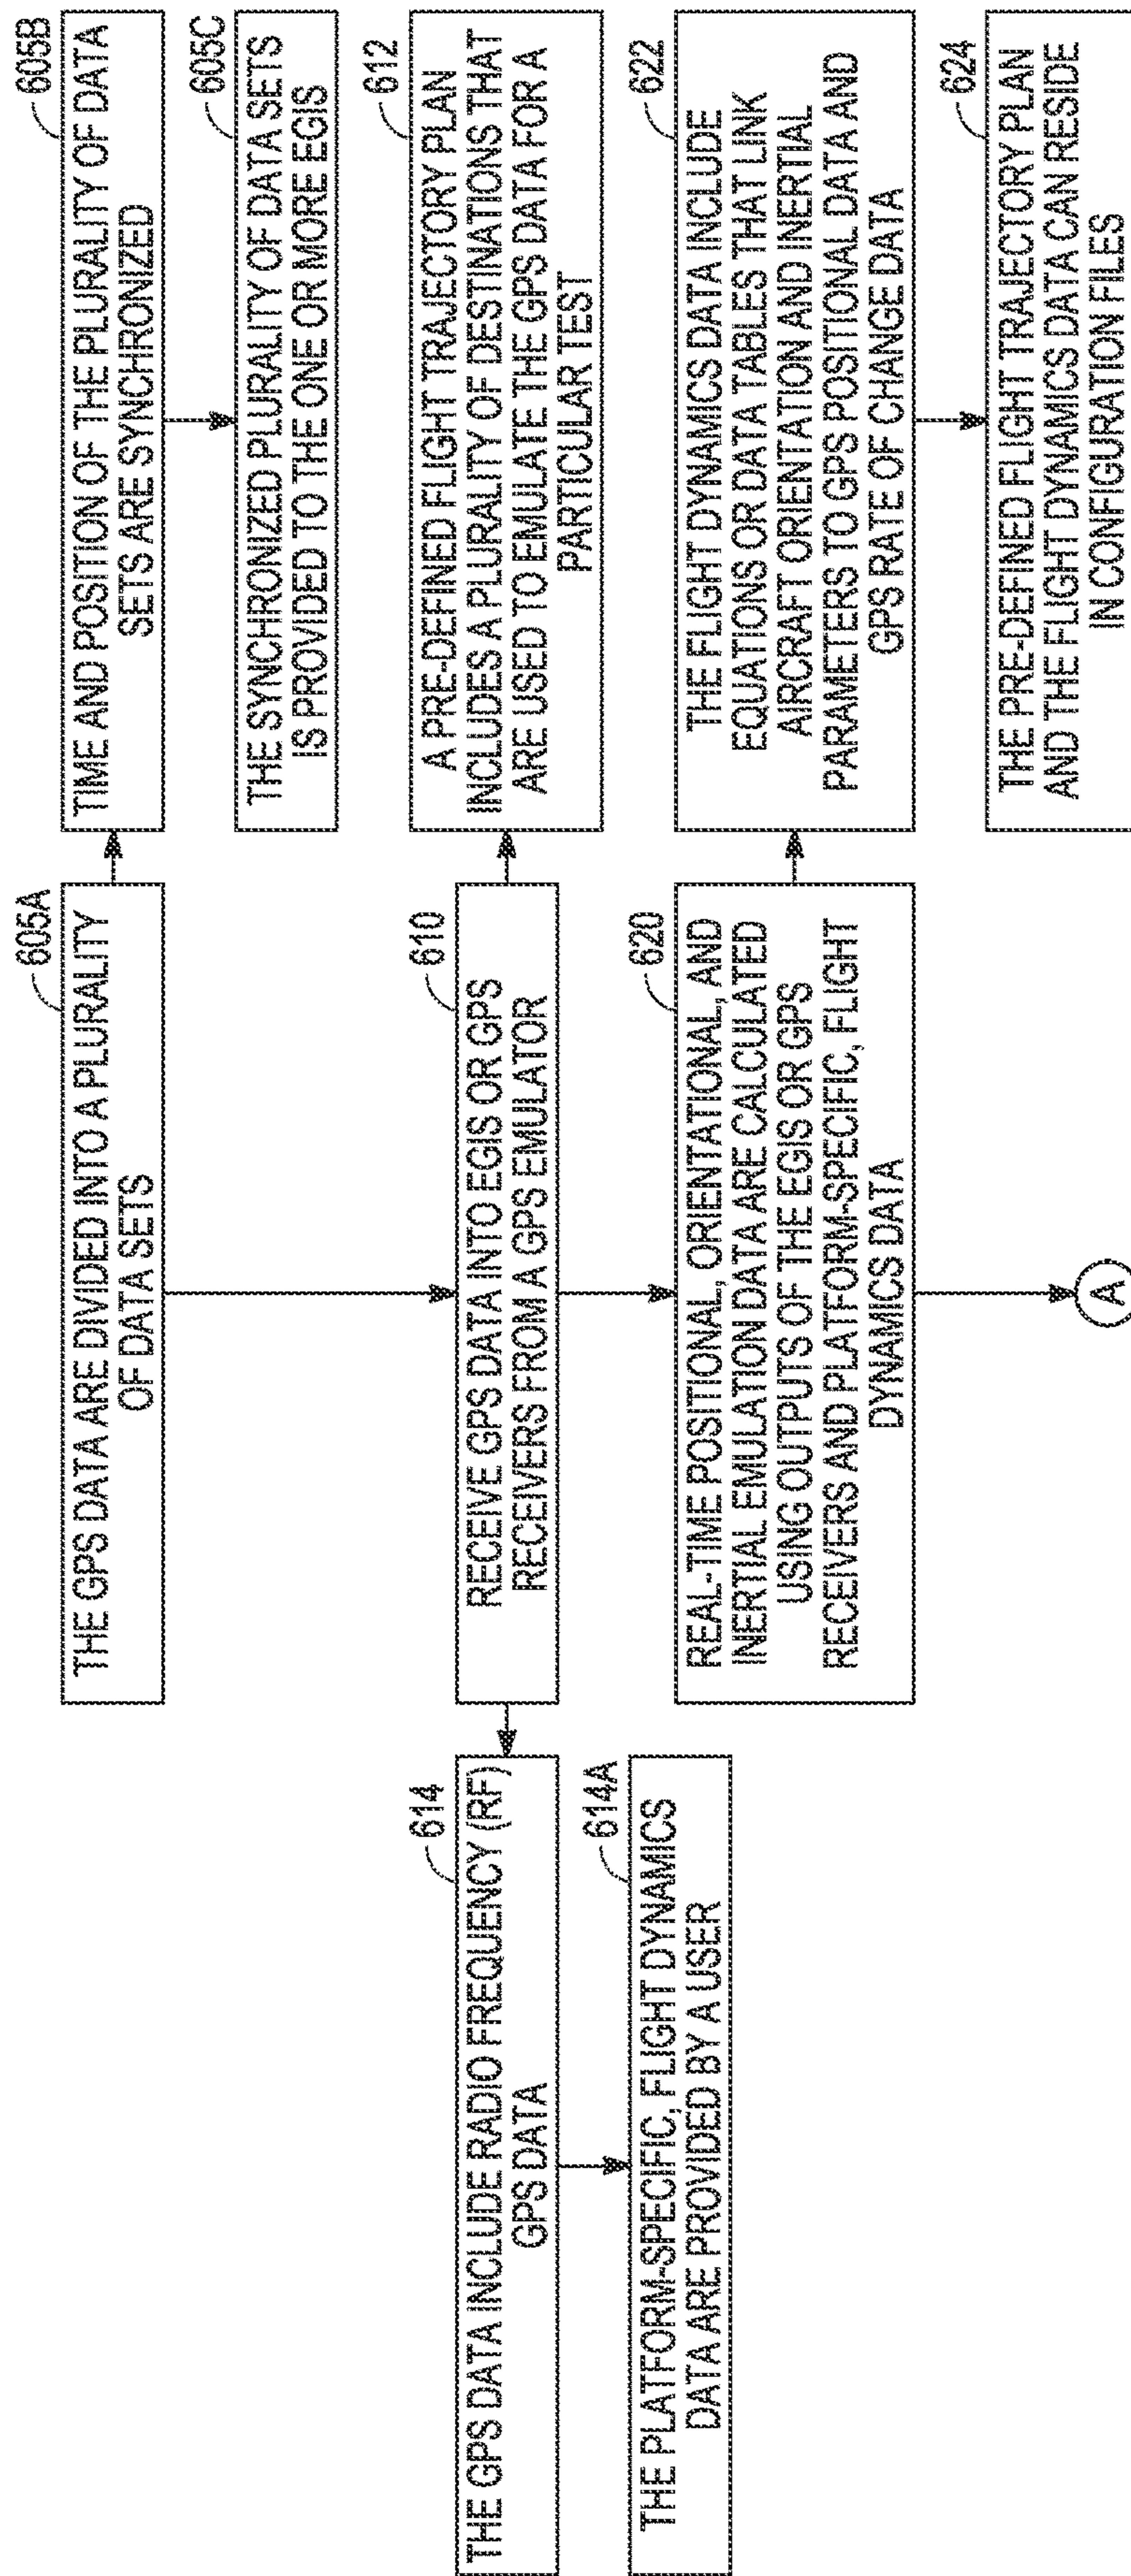 605A
THE GPS DATA ARE DIVIDED INTO A PLURALITY
OF DATA SETS
605B
TIME AND POSITION OF THE PLURALITY OF DATA
SETS ARE SYNCHRONIZED
605C
THE SYNCHRONIZED PLURALITY OF DATA SETS
IS PROVIDED TO THE ONE OR MORE EGIS
614
THE GPS DATA INCLUDE RADIO FREQUENCY (RF)
GPS DATA
614A
THE PLATFORM-SPECIFIC, FLIGHT DYNAMICS
DATA ARE PROVIDED BY A USER
610
RECEIVE GPS DATA INTO EGIS OR GPS
RECEIVERS FROM A GPS EMULATOR
612
A PRE-DEFINED FLIGHT TRAJECTORY PLAN
INCLUDES A PLURALITY OF DESTINATIONS THAT
ARE USED TO EMULATE THE GPS DATA FOR A
PARTICULAR TEST
620
REAL-TIME POSITIONAL, ORIENTATIONAL, AND
INERTIAL EMULATION DATA ARE CALCULATED
USING OUTPUTS OF THE EGIS OR GPS
RECEIVERS AND PLATFORM-SPECIFIC, FLIGHT
DYNAMICS DATA
622
THE FLIGHT DYNAMICS DATA INCLUDE
EQUATIONS OR DATA TABLES THAT LINK
AIRCRAFT ORIENTATION AND INERTIAL
PARAMETERS TO GPS POSITIONAL DATA AND
GPS RATE OF CHANGE DATA
624
THE PRE-DEFINED FLIGHT TRAJECTORY PLAN
AND THE FLIGHT DYNAMICS DATA CAN RESIDE
IN CONFIGURATION FILES
A